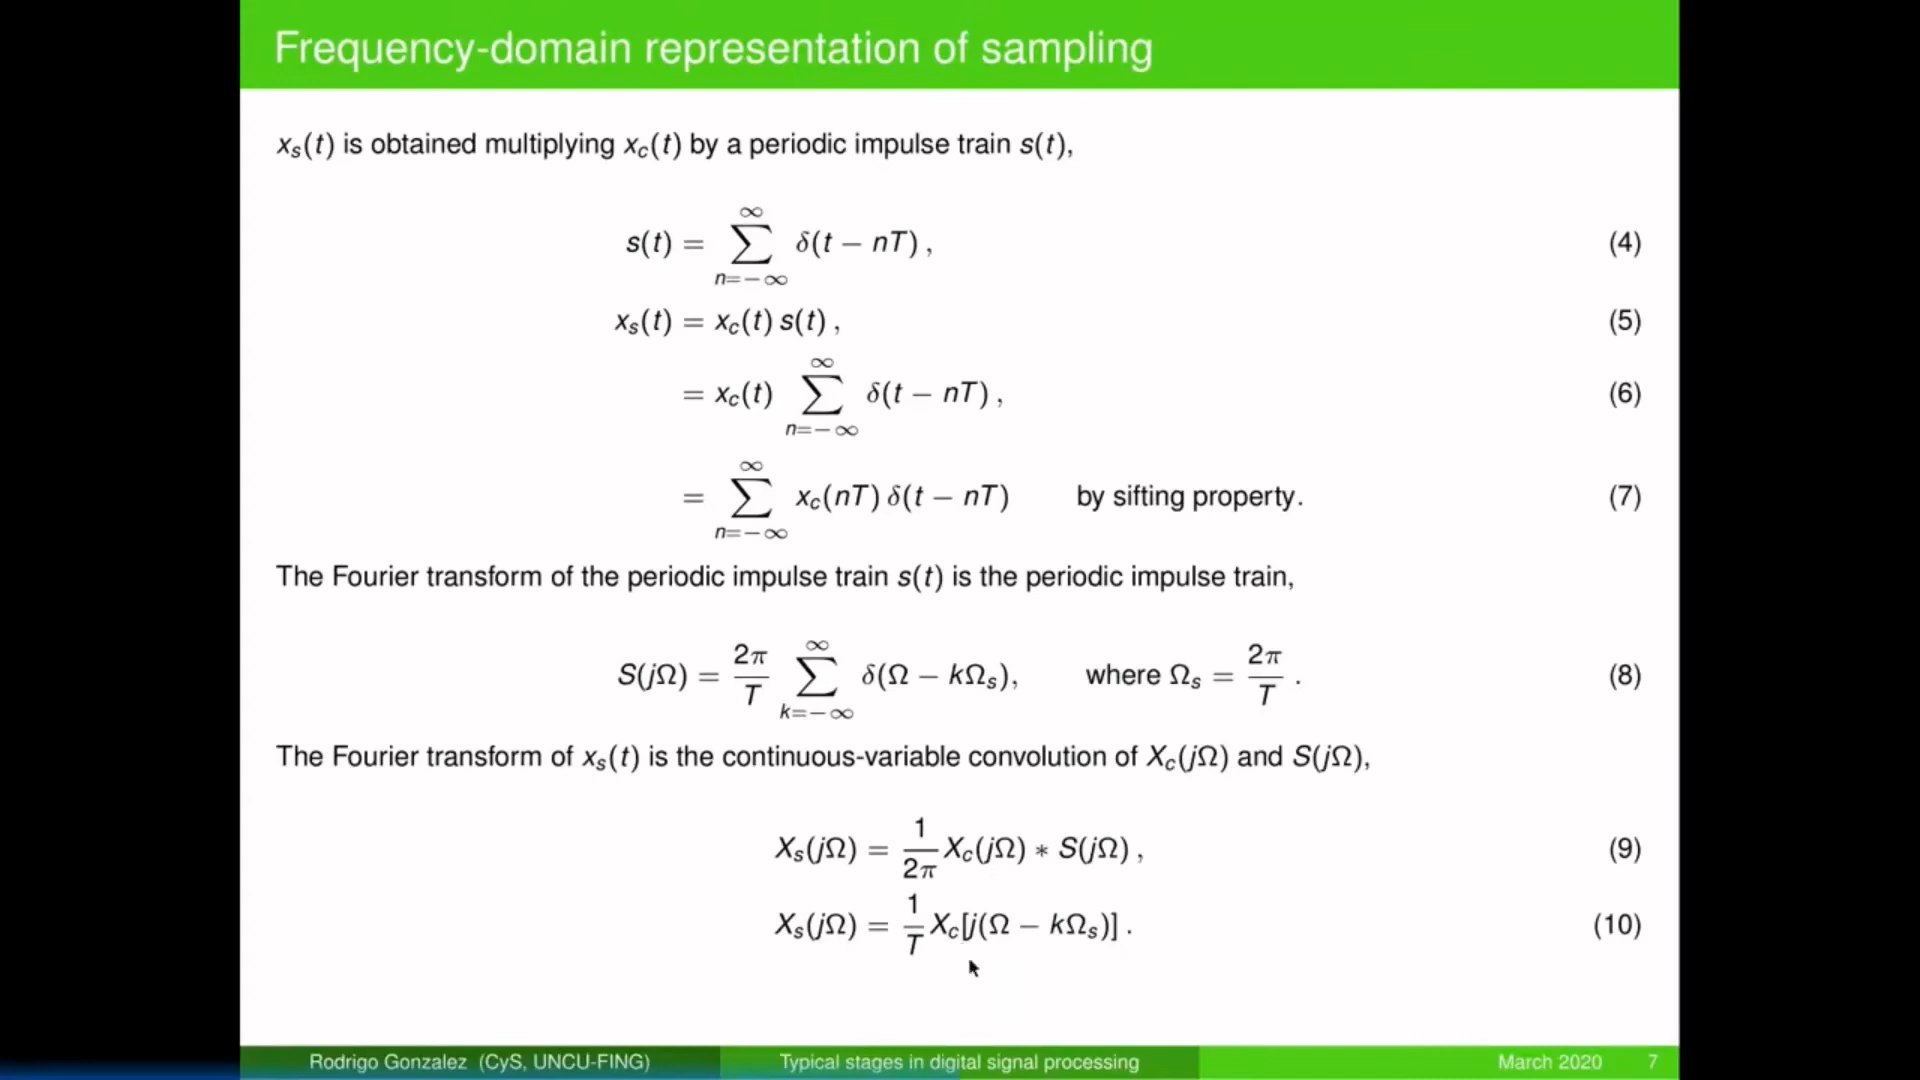 Frequency-domain representation of sampling
xs(t) is obtained multiplying xc(t) by a periodic impulse train s(t),
s(t) = ∑_{n=−∞}^{∞} δ(t − nT) , (4)
xs(t) = xc(t) s(t) , (5)
= xc(t) ∑_{n=−∞}^{∞} δ(t − nT) , (6)
= ∑_{n=−∞}^{∞} xc(nT) δ(t − nT) by sifting property. (7)
The Fourier transform of the periodic impulse train s(t) is the periodic impulse train,
S(jΩ) = 2π/T ∑_{k=−∞}^{∞} δ(Ω − kΩs), where Ωs = 2π/T . (8)
The Fourier transform of xs(t) is the continuous-variable convolution of Xc(jΩ) and S(jΩ),
Xs(jΩ) = 1/2π Xc(jΩ) ∗ S(jΩ) , (9)
Xs(jΩ) = 1/T Xc[j(Ω − kΩs)] . (10)
Rodrigo Gonzalez (CyS, UNCU-FING) Typical stages in digital signal processing March 2020 7